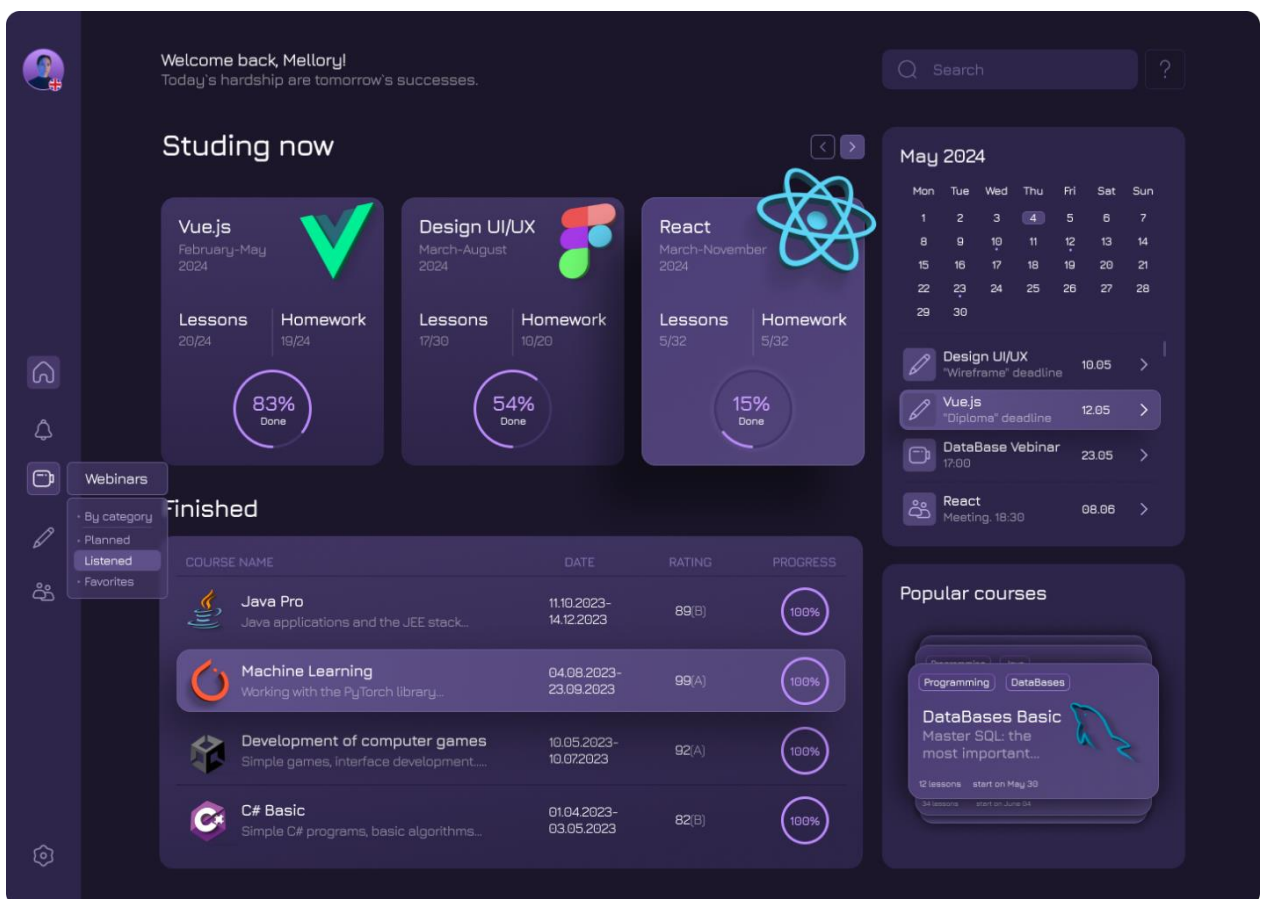 Welcome back, Mellory!
Today`s hardship are tomorrow`s successes.
Search
?
Studing now
Vue.js
February-May
2024
Lessons
20/24
Homework
19/24
83%
Done
Design UI/UX
March-August
2024
Lessons
17/30
Homework
10/20
54%
Done
React
March-November
2024
Lessons
5/32
Homework
5/32
15%
Done
May 2024
Mon Tue Wed Thu Fri Sat Sun
1 2 3 4 5 6 7
8 9 10 11 12 13 14
15 16 17 18 19 20 21
22 23 24 25 26 27 28
29 30
Design UI/UX
"Wireframe" deadline
10.05
Vue.js
"Diploma" deadline
12.05
DataBase Vebinar
17:00
23.05
React
Meeting. 18:30
08.06
Webinars
By category
Planned
Listened
Favorites
Finished
COURSE NAME DATE RATING PROGRESS
Java Pro
Java applications and the JEE stack...
11.10.2023-
14.12.2023
89(B)
100%
Machine Learning
Working with the PyTorch library...
04.08.2023-
23.09.2023
99(A)
100%
Development of computer games
Simple games, interface development.....
10.05.2023-
10.07.2023
92(A)
100%
C# Basic
Simple C# programs, basic algorithms...
01.04.2023-
03.05.2023
82(B)
100%
Popular courses
Programming DataBases
DataBases Basic
Master SQL: the
most important...
12 lessons start on May 30
34 lessons start on June 04